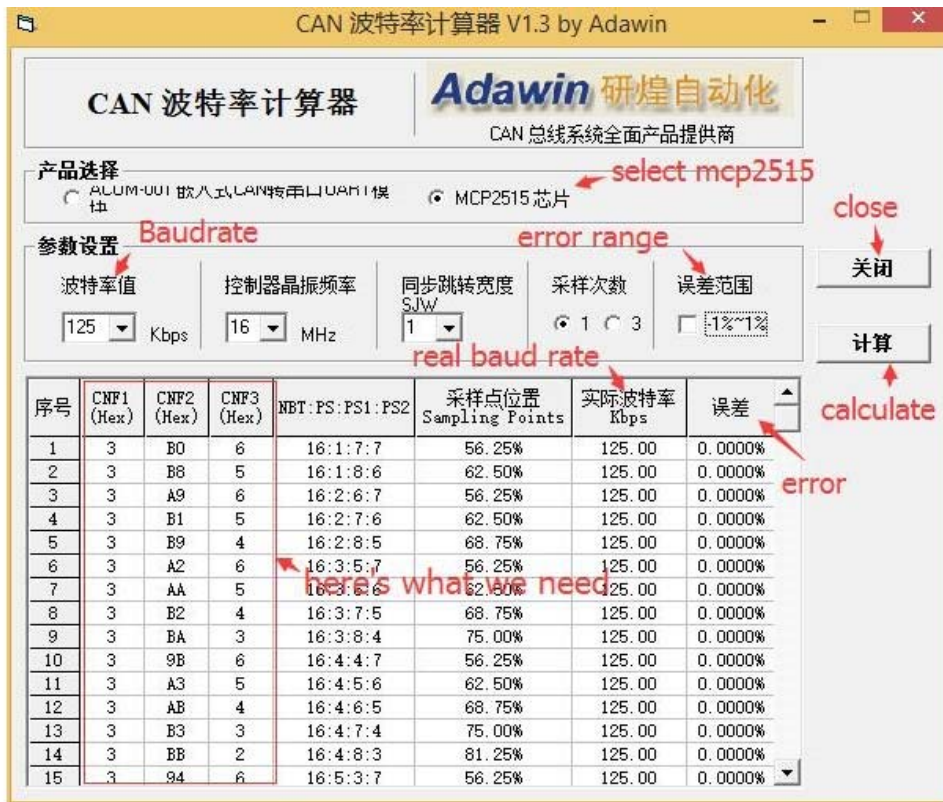 CAN 波特率计算器 V1.3 by Adawin
CAN 波特率计算器
Adawin 研煌自动化
CAN 总线系统全面产品提供商
产品选择
select mcp2515
ACOM-001 嵌入式CAN转串口UART模
块
MCP2515 芯片
close
参数设置
Baudrate
error range
关闭
波特率值
控制器晶振频率
同步跳转宽度
SJW
采样次数
误差范围
125 Kbps
16 MHz
1
1 3
-1%~1%
计算
real baud rate
calculate
序号 CNF1 (Hex) CNF2 (Hex) CNF3 (Hex) NBT:PS:PS1:PS2 采样点位置 Sampling Points 实际波特率 Kbps 误差
1 3 B0 6 16:1:7:7 56.25% 125.00 0.0000%
2 3 B8 5 16:1:8:6 62.50% 125.00 0.0000%
error
3 3 A9 6 16:2:6:7 56.25% 125.00 0.0000%
4 3 B1 5 16:2:7:6 62.50% 125.00 0.0000%
5 3 B9 4 16:2:8:5 68.75% 125.00 0.0000%
6 3 A2 6 16:3:5:7 56.25% 125.00 0.0000%
here's what we need
7 3 AA 5 16:3:6:6 62.50% 125.00 0.0000%
8 3 B2 4 16:3:7:5 68.75% 125.00 0.0000%
9 3 BA 3 16:3:8:4 75.00% 125.00 0.0000%
10 3 9B 6 16:4:4:7 56.25% 125.00 0.0000%
11 3 A3 5 16:4:5:6 62.50% 125.00 0.0000%
12 3 AB 4 16:4:6:5 68.75% 125.00 0.0000%
13 3 B3 3 16:4:7:4 75.00% 125.00 0.0000%
14 3 BB 2 16:4:8:3 81.25% 125.00 0.0000%
15 3 94 6 16:5:3:7 56.25% 125.00 0.0000%